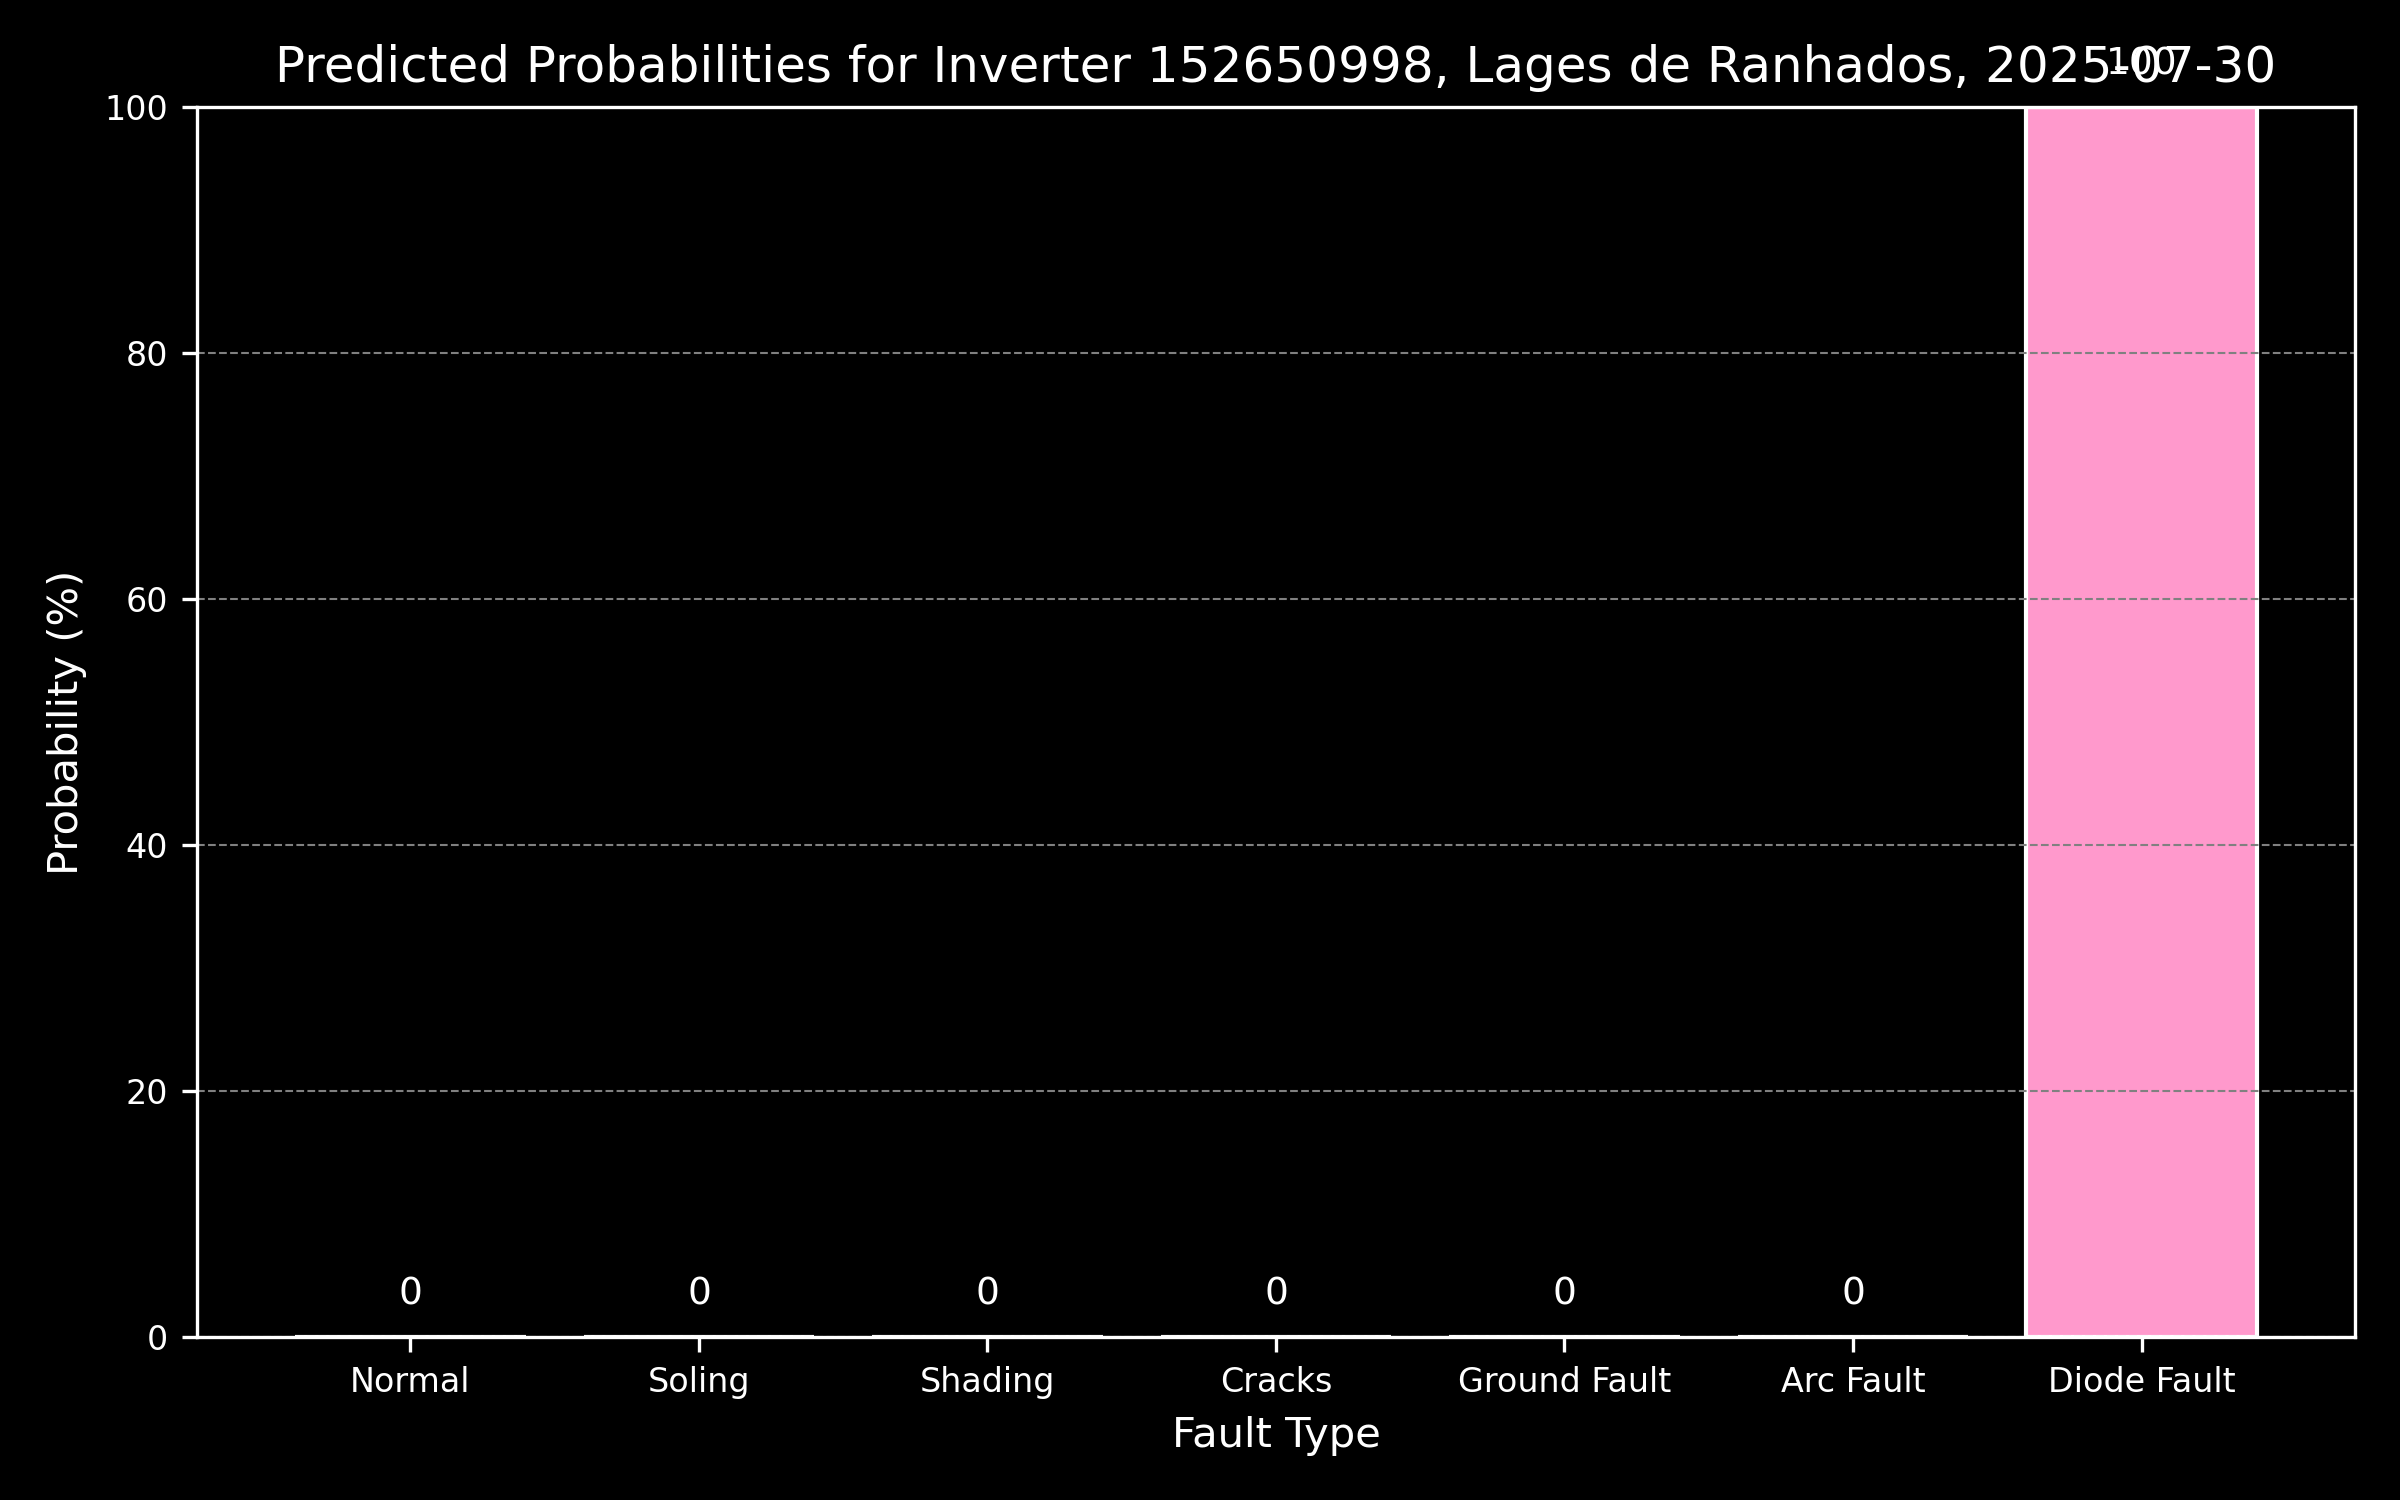 Predicted Probabilities for Inverter 152650998, Lages de Ranhados, 2025-07-30
100
100
80
60
40
20
0
Probability (%)
0 0 0 0 0 0
Normal Soling Shading Cracks Ground Fault Arc Fault Diode Fault
Fault Type